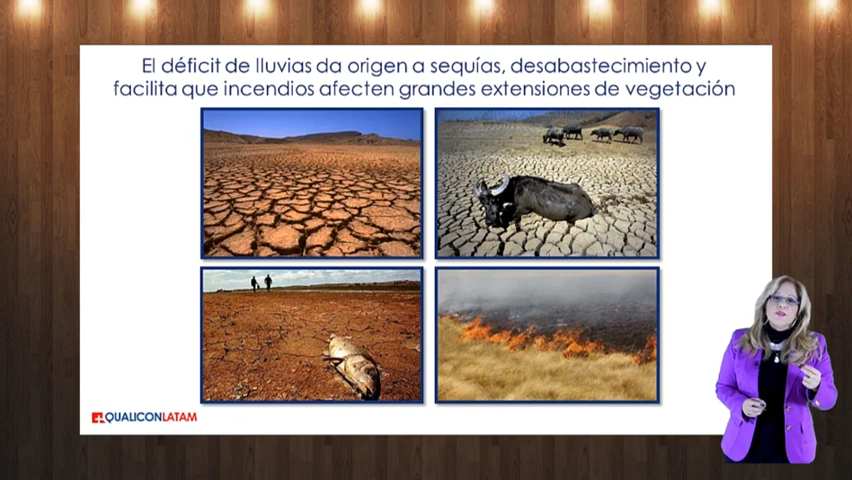 El déficit de lluvias da origen a sequías, desabastecimiento y
facilita que incendios afecten grandes extensiones de vegetación
QUALICONLATAM